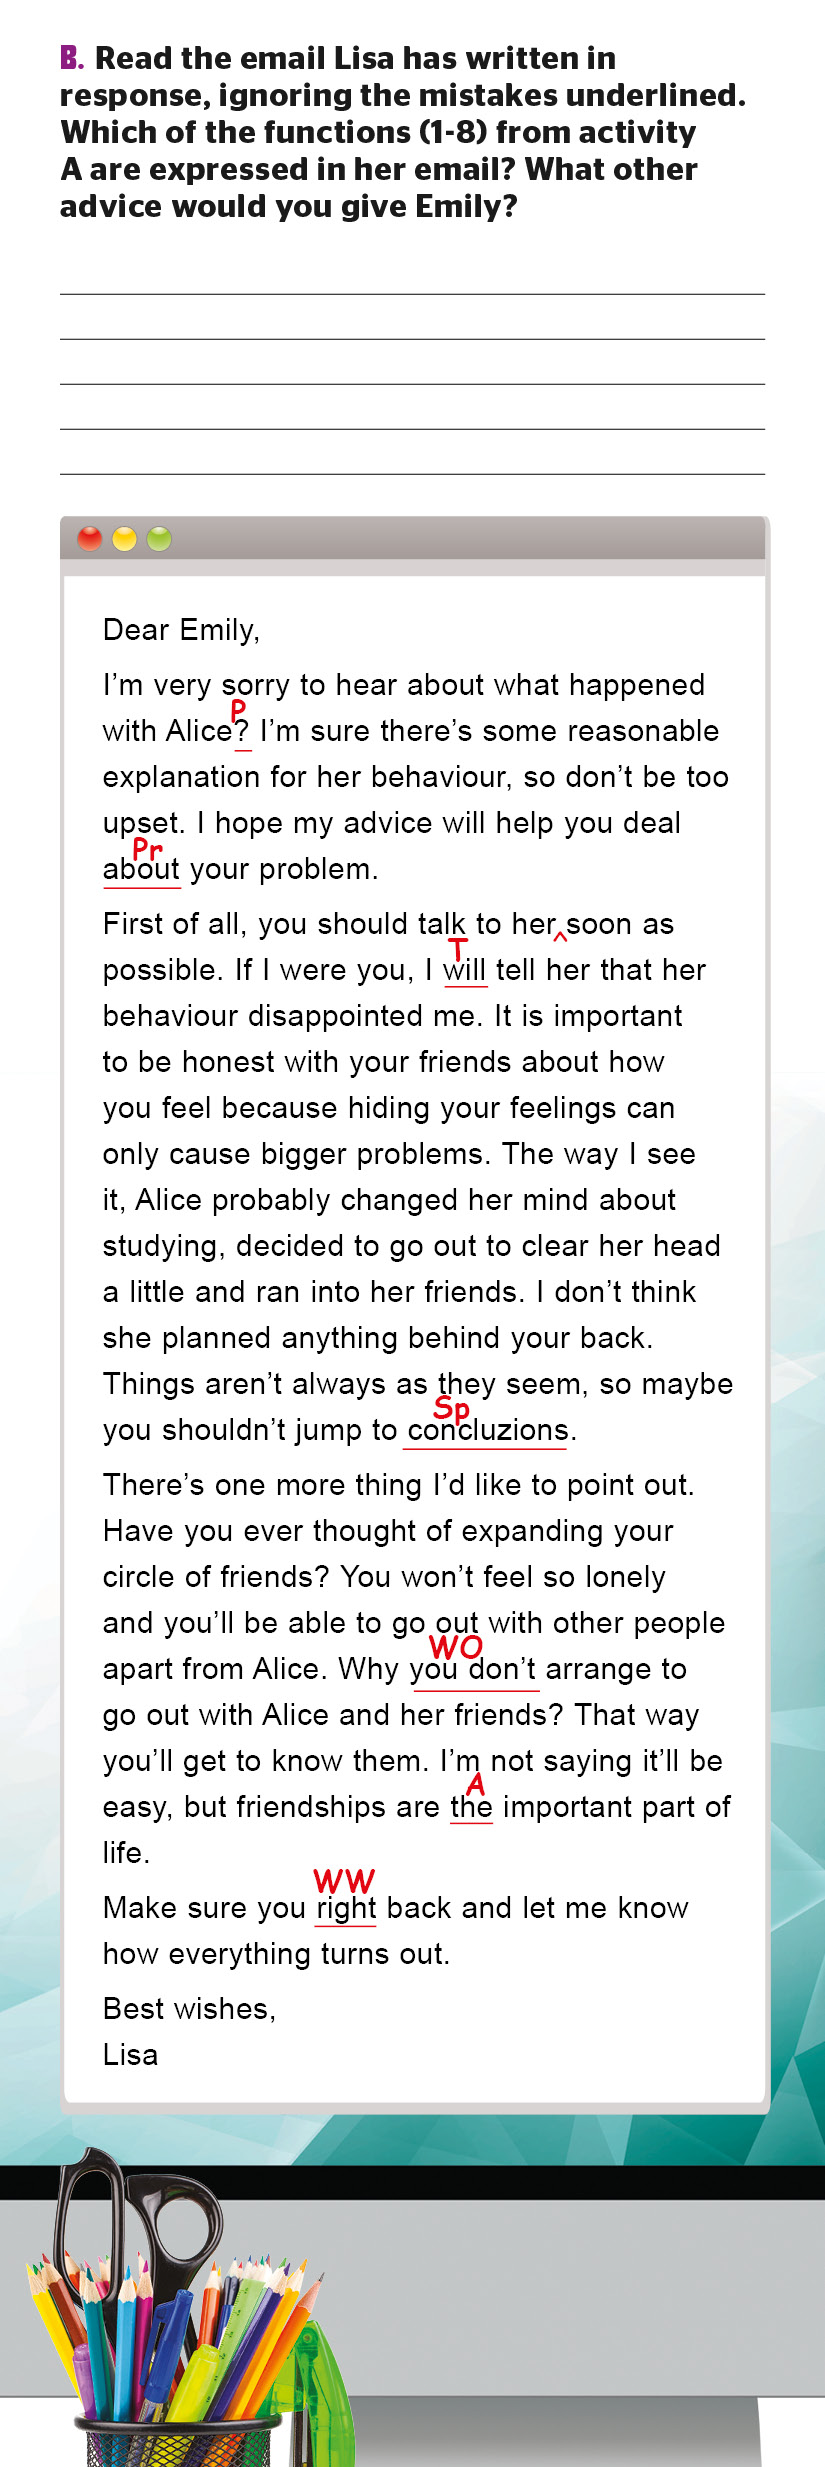 B. Read the email Lisa has written in
response, ignoring the mistakes underlined.
Which of the functions (1-8) from activity
A are expressed in her email? What other
advice would you give Emily?
Dear Emily,
I'm very sorry to hear about what happened
P
with Alice? I'm sure there's some reasonable
explanation for her behaviour, so don't be too
upset. I hope my advice will help you deal
Pr
about your problem.
First of all, you should talk to her ^ soon as
T
possible. If I were you, I will tell her that her
behaviour disappointed me. It is important
to be honest with your friends about how
you feel because hiding your feelings can
only cause bigger problems. The way I see
it, Alice probably changed her mind about
studying, decided to go out to clear her head
a little and ran into her friends. I don't think
she planned anything behind your back.
Things aren't always as they seem, so maybe
Sp
you shouldn't jump to concluzions.
There's one more thing I'd like to point out.
Have you ever thought of expanding your
circle of friends? You won't feel so lonely
and you'll be able to go out with other people
WO
apart from Alice. Why you don't arrange to
go out with Alice and her friends? That way
you'll get to know them. I'm not saying it'll be
A
easy, but friendships are the important part of
life.
WW
Make sure you right back and let me know
how everything turns out.
Best wishes,
Lisa